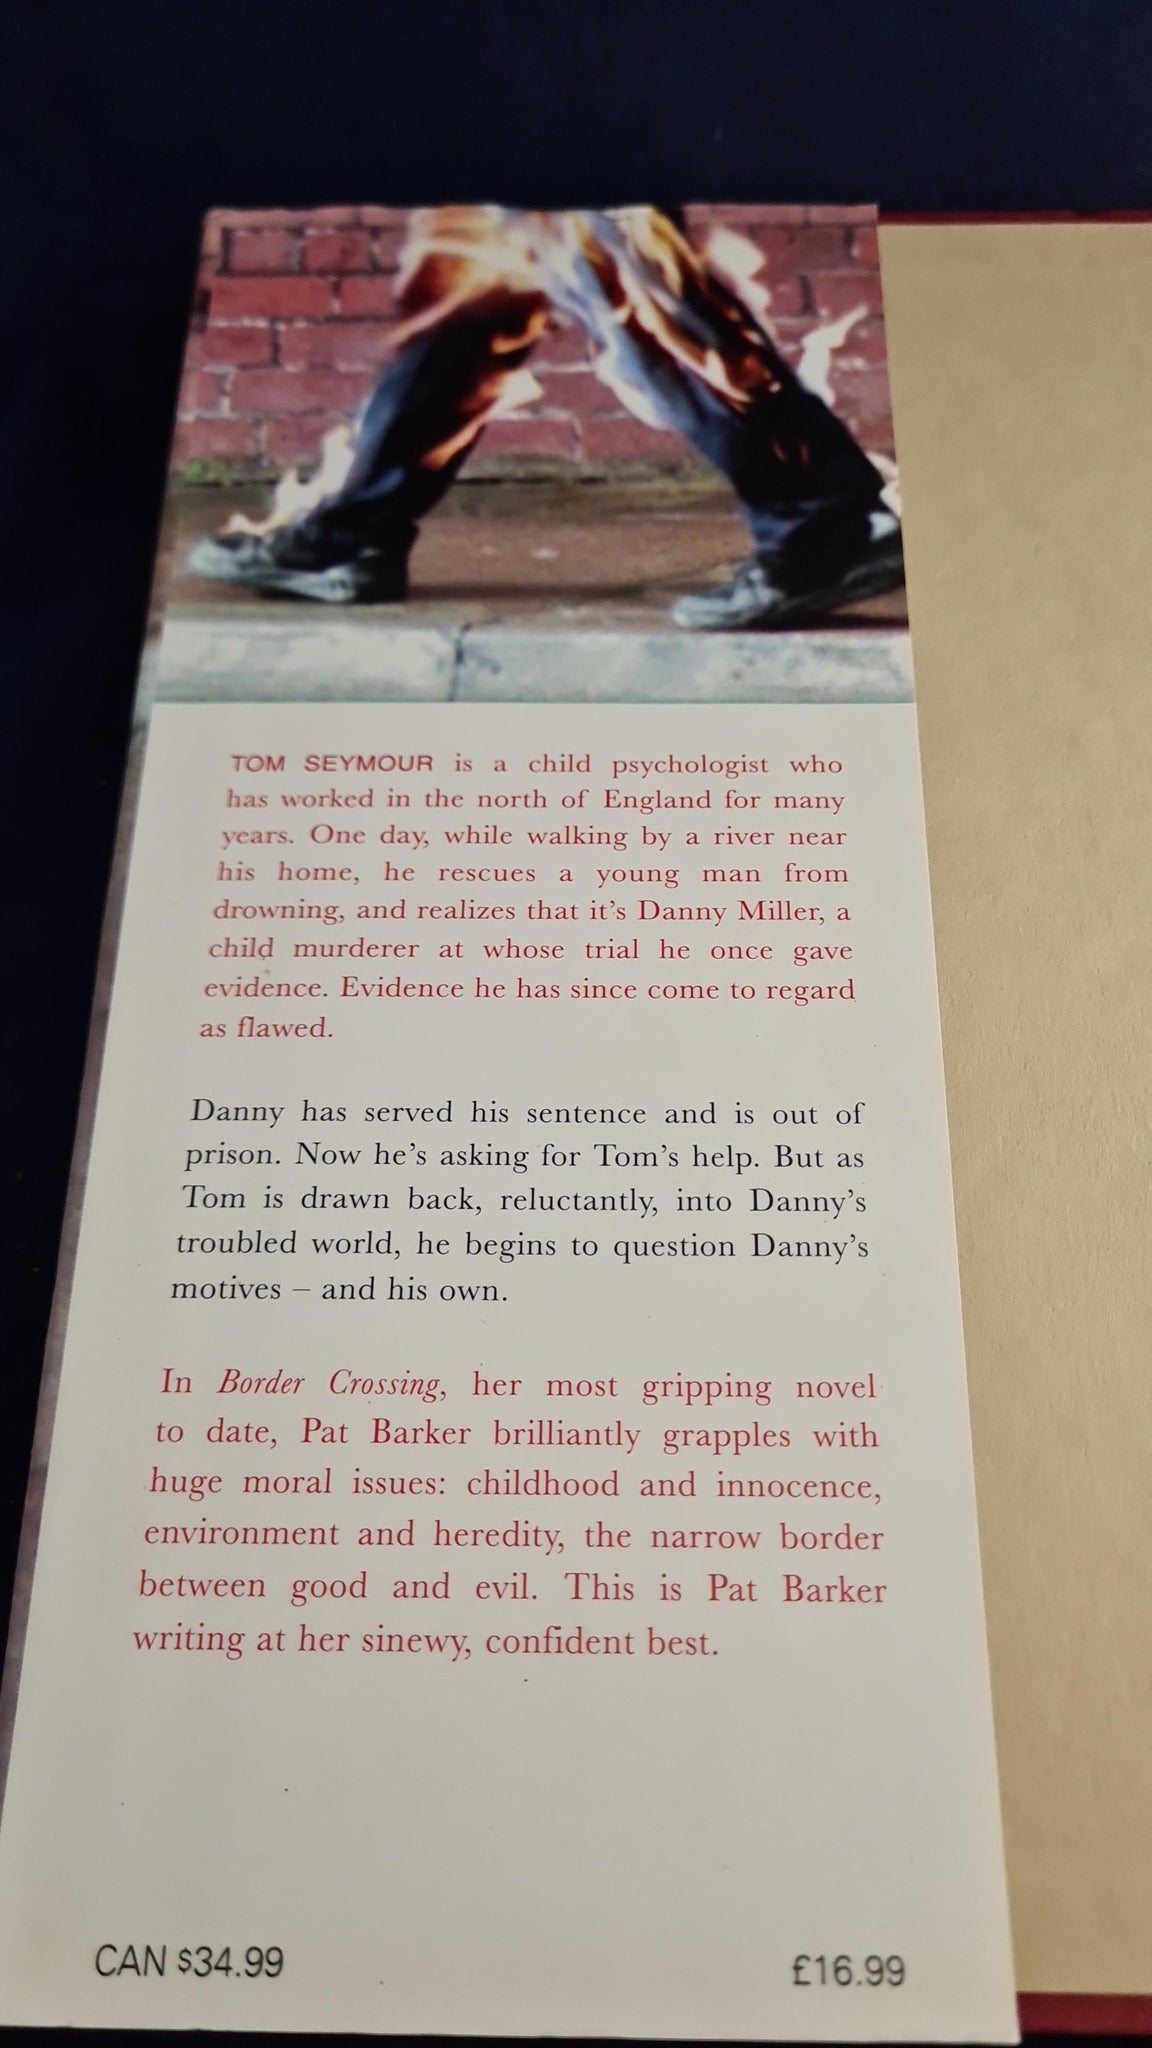 TOM SEYMOUR is a child psychologist who
has worked in the north of England for many
years. One day, while walking by a river near
his home, he rescues a young man from
drowning, and realizes that it's Danny Miller, a
child murderer at whose trial he once gave
evidence. Evidence he has since come to regard
as flawed.
Danny has served his sentence and is out of
prison. Now he's asking for Tom's help. But as
Tom is drawn back, reluctantly, into Danny's
troubled world, he begins to question Danny's
motives – and his own.
In Border Crossing, her most gripping novel
to date, Pat Barker brilliantly grapples with
huge moral issues: childhood and innocence,
environment and heredity, the narrow border
between good and evil. This is Pat Barker
writing at her sinewy, confident best.
CAN $34.99 £16.99